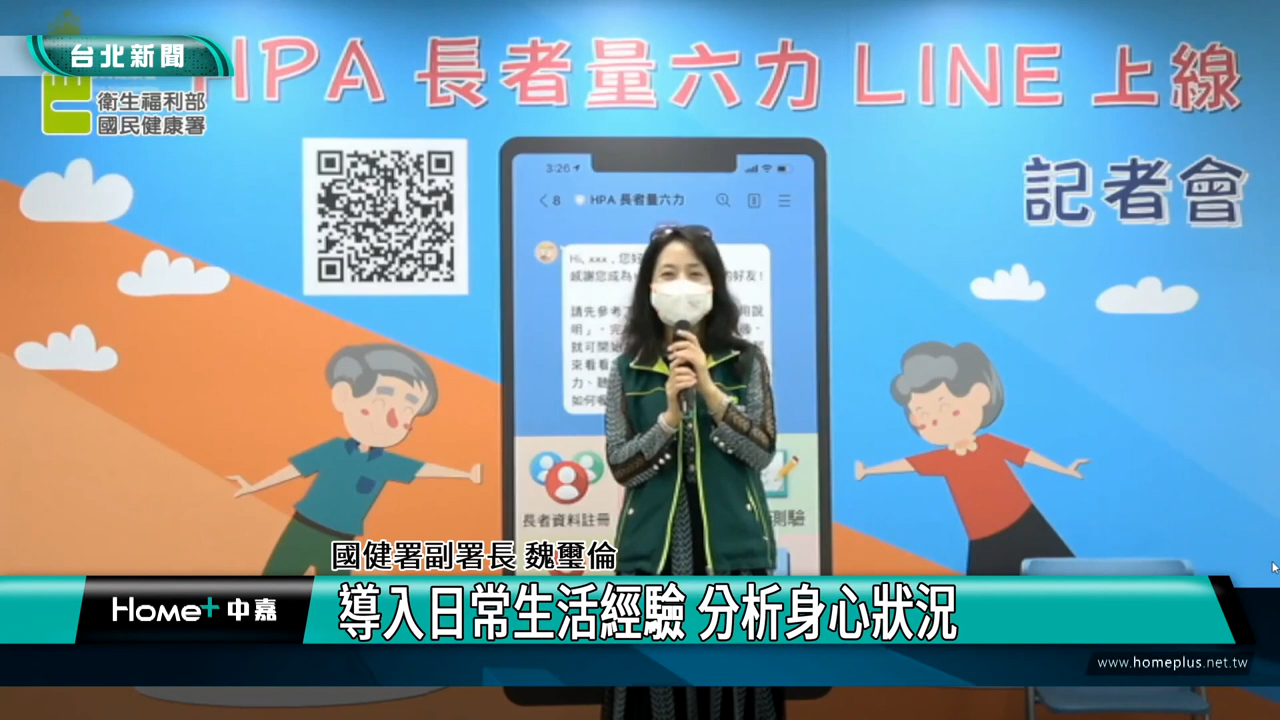 台北新聞
HPA 長者量六力 LINE 上線
記者會
衛生福利部
國民健康署
3:26
8 HPA 長者量六力
Hi, xxx，您好
感謝您成為 的好友!
請先參考 用說
明」，完 後，
就可開始
來看看
力、聽
如何
長者資料註冊
測驗
國健署副署長 魏璽倫
Home+ 中嘉
導入日常生活經驗 分析身心狀況
www.homeplus.net.tw